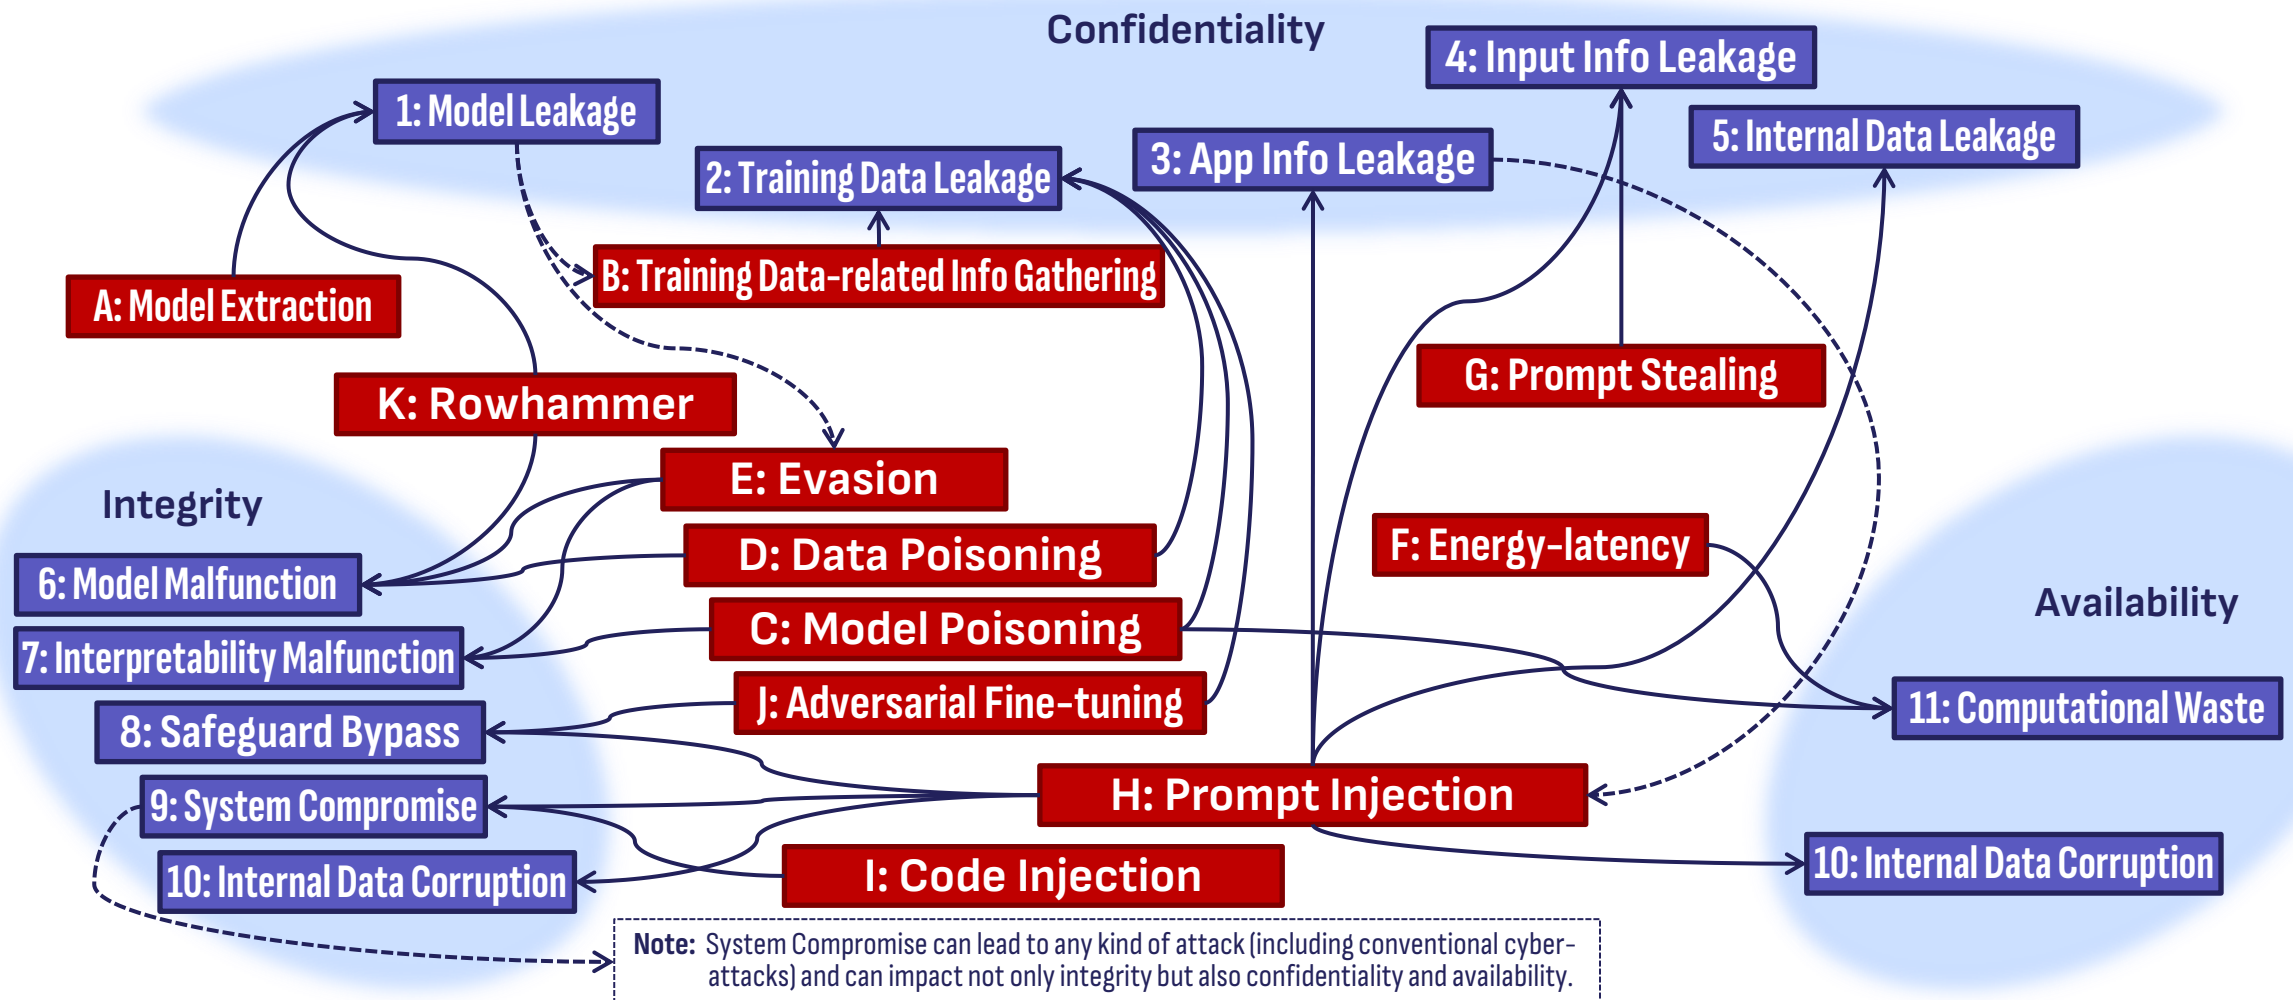 Confidentiality
4: Input Info Leakage
1: Model Leakage
5: Internal Data Leakage
3: App Info Leakage
2: Training Data Leakage
B: Training Data-related Info Gathering
A: Model Extraction
G: Prompt Stealing
K: Rowhammer
E: Evasion
Integrity
F: Energy-latency
D: Data Poisoning
6: Model Malfunction
Availability
C: Model Poisoning
7: Interpretability Malfunction
J: Adversarial Fine-tuning
11: Computational Waste
8: Safeguard Bypass
H: Prompt Injection
9: System Compromise
10: Internal Data Corruption
I: Code Injection
10: Internal Data Corruption
Note: System Compromise can lead to any kind of attack (including conventional cyber-
attacks) and can impact not only integrity but also confidentiality and availability.